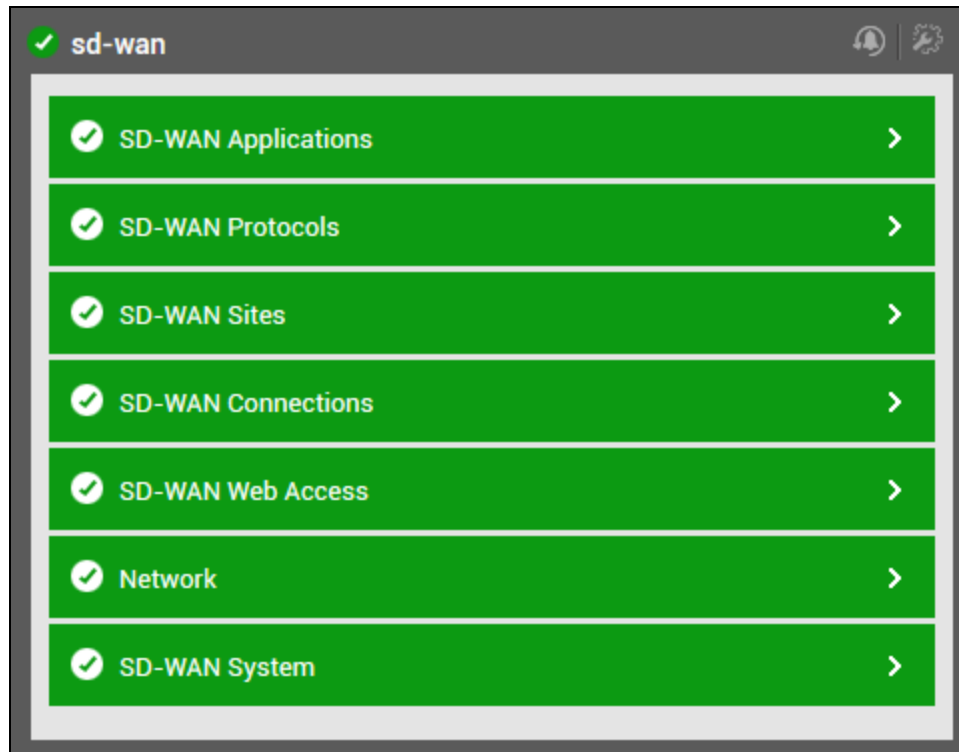 sd-wan
SD-WAN Applications
SD-WAN Protocols
SD-WAN Sites
SD-WAN Connections
SD-WAN Web Access
Network
SD-WAN System